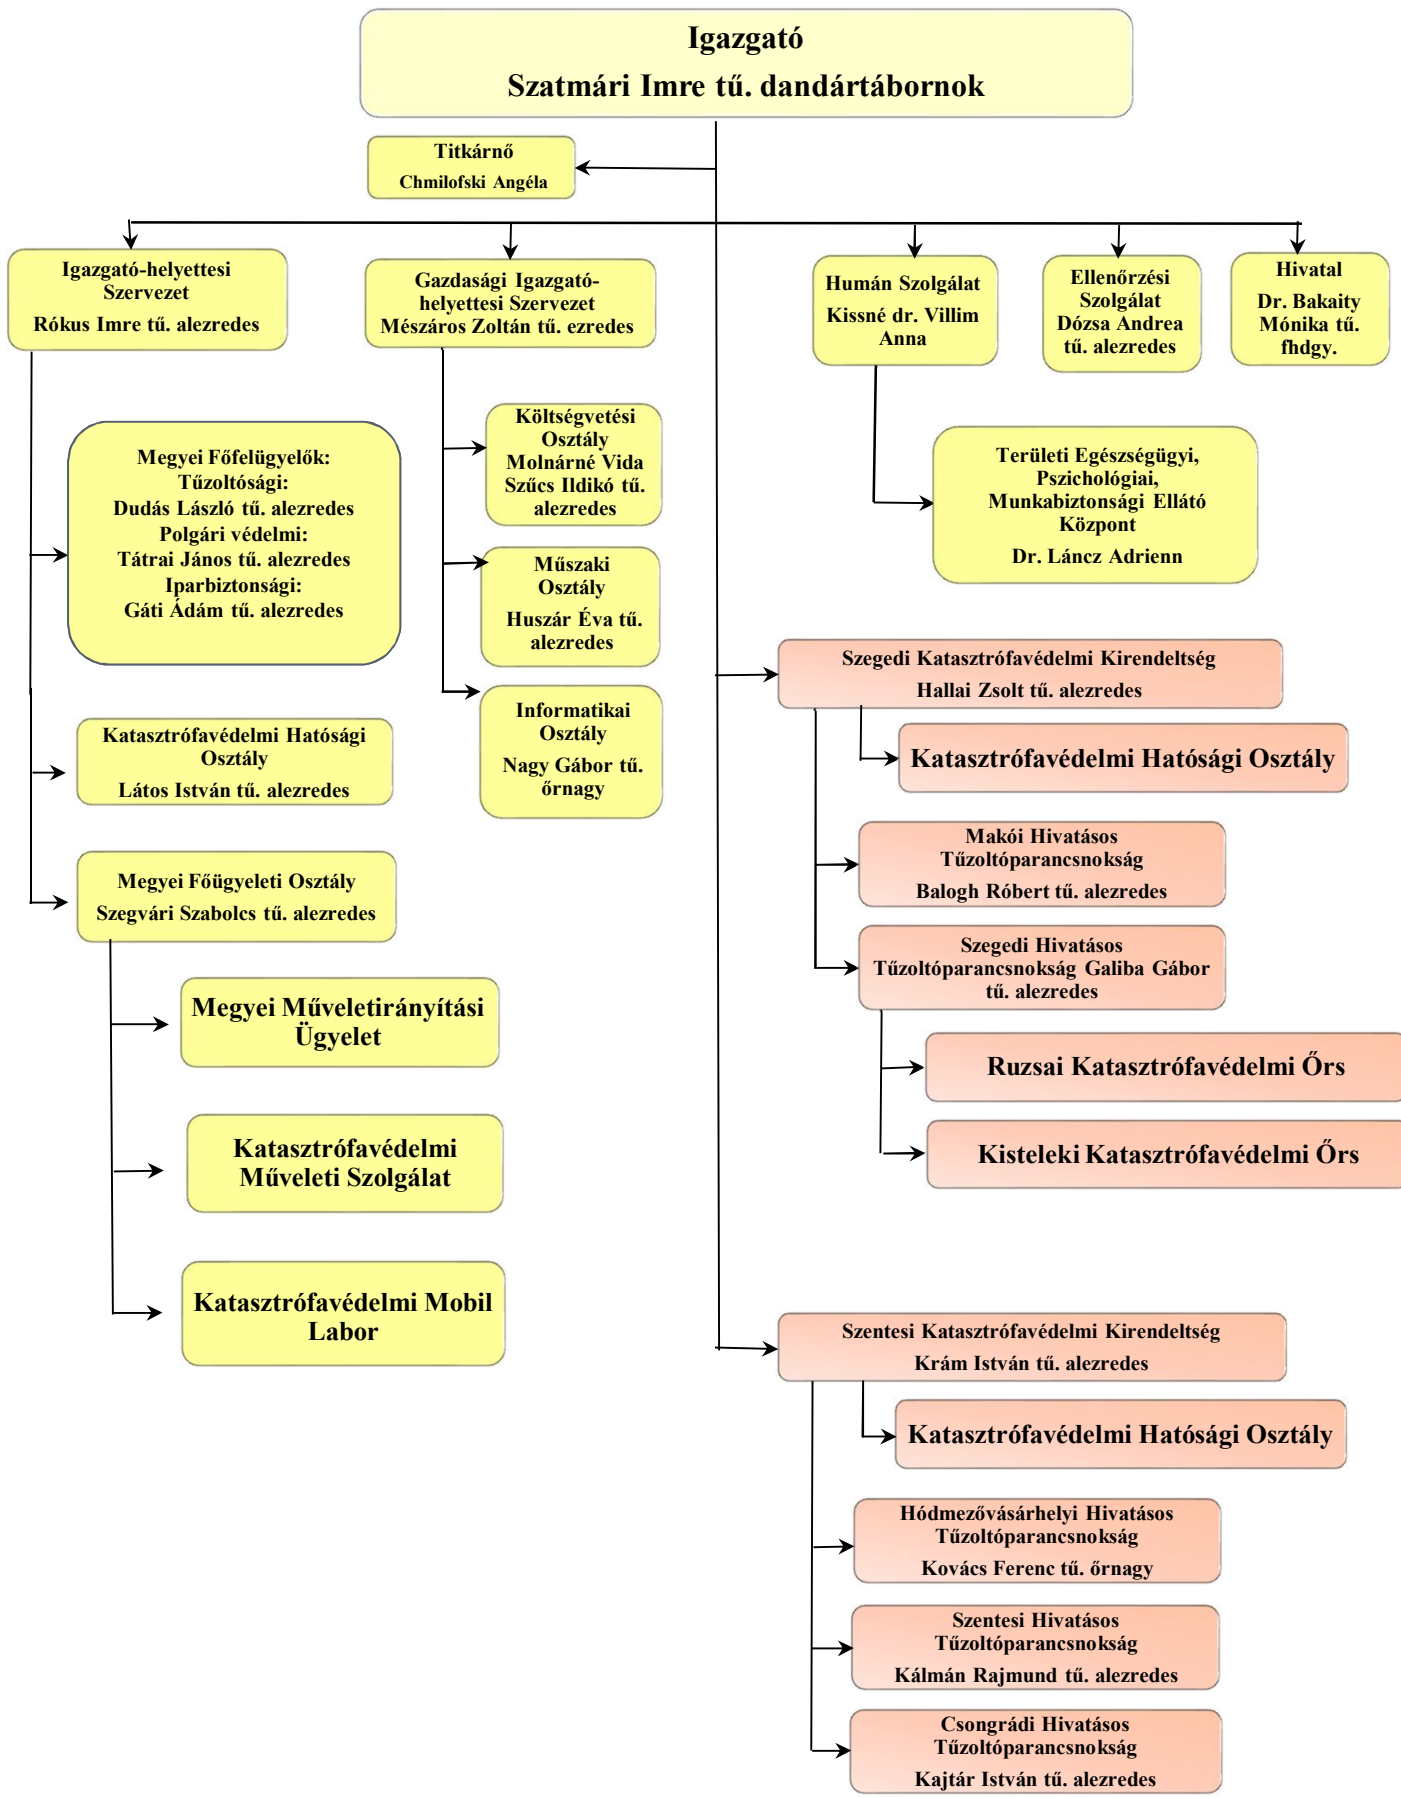 Igazgató
Szatmári Imre tű. dandártábornok
Titkárnő
Chmilofski Angéla
Igazgató-helyettesi
Szervezet
Rókus Imre tű. alezredes
Gazdasági Igazgató-
helyettesi Szervezet
Mészáros Zoltán tű. ezredes
Humán Szolgálat
Kissné dr. Villim
Anna
Ellenőrzési
Szolgálat
Dózsa Andrea
tű. alezredes
Hivatal
Dr. Bakaity
Mónika tű.
fhdgy.
Megyei Főfelügyelők:
Tűzoltósági:
Dudás László tű. alezredes
Polgári védelmi:
Tátrai János tű. alezredes
Iparbiztonsági:
Gáti Ádám tű. alezredes
Katasztrófavédelmi Hatósági
Osztály
Látos István tű. alezredes
Megyei Főügyeleti Osztály
Szegvári Szabolcs tű. alezredes
Megyei Műveletirányítási
Ügyelet
Katasztrófavédelmi
Műveleti Szolgálat
Katasztrófavédelmi Mobil
Labor
Költségvetési
Osztály
Molnárné Vida
Szűcs Ildikó tű.
alezredes
Műszaki
Osztály
Huszár Éva tű.
alezredes
Informatikai
Osztály
Nagy Gábor tű.
őrnagy
Területi Egészségügyi,
Pszichológiai,
Munkabiztonsági Ellátó
Központ
Dr. Láncz Adrienn
Szegedi Katasztrófavédelmi Kirendeltség
Hallai Zsolt tű. alezredes
Katasztrófavédelmi Hatósági Osztály
Makói Hivatásos
Tűzoltóparancsnokság
Balogh Róbert tű. alezredes
Szegedi Hivatásos
Tűzoltóparancsnokság Galiba Gábor
tű. alezredes
Ruzsai Katasztrófavédelmi Őrs
Kisteleki Katasztrófavédelmi Őrs
Szentesi Katasztrófavédelmi Kirendeltség
Krám István tű. alezredes
Katasztrófavédelmi Hatósági Osztály
Hódmezővásárhelyi Hivatásos
Tűzoltóparancsnokság
Kovács Ferenc tű. őrnagy
Szentesi Hivatásos
Tűzoltóparancsnokság
Kálmán Rajmund tű. alezredes
Csongrádi Hivatásos
Tűzoltóparancsnokság
Kajtár István tű. alezredes